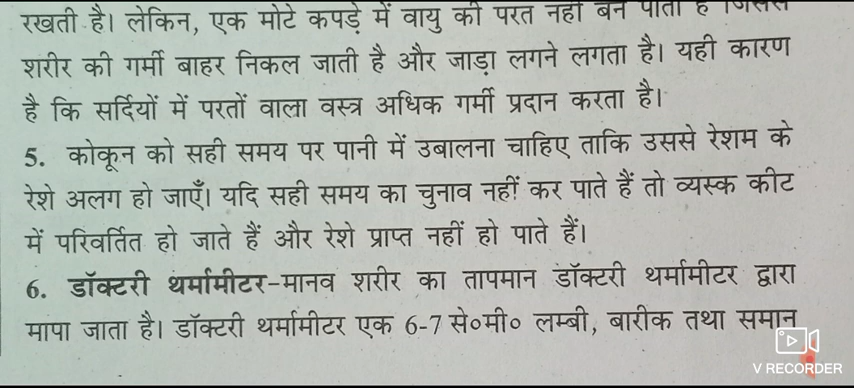 रखती है। लेकिन, एक मोटे कपड़े में वायु की परत नहीं बन पाती है जिससे
शरीर की गर्मी बाहर निकल जाती है और जाड़ा लगने लगता है। यही कारण
है कि सर्दियों में परतों वाला वस्त्र अधिक गर्मी प्रदान करता है।
5. कोकून को सही समय पर पानी में उबालना चाहिए ताकि उससे रेशम के
रेशे अलग हो जाएँ। यदि सही समय का चुनाव नहीं कर पाते हैं तो व्यस्क कीट
में परिवर्तित हो जाते हैं और रेशे प्राप्त नहीं हो पाते हैं।
6. डॉक्टरी थर्मामीटर-मानव शरीर का तापमान डॉक्टरी थर्मामीटर द्वारा
मापा जाता है। डॉक्टरी थर्मामीटर एक 6-7 से०मी० लम्बी, बारीक तथा समान
V RECORDER